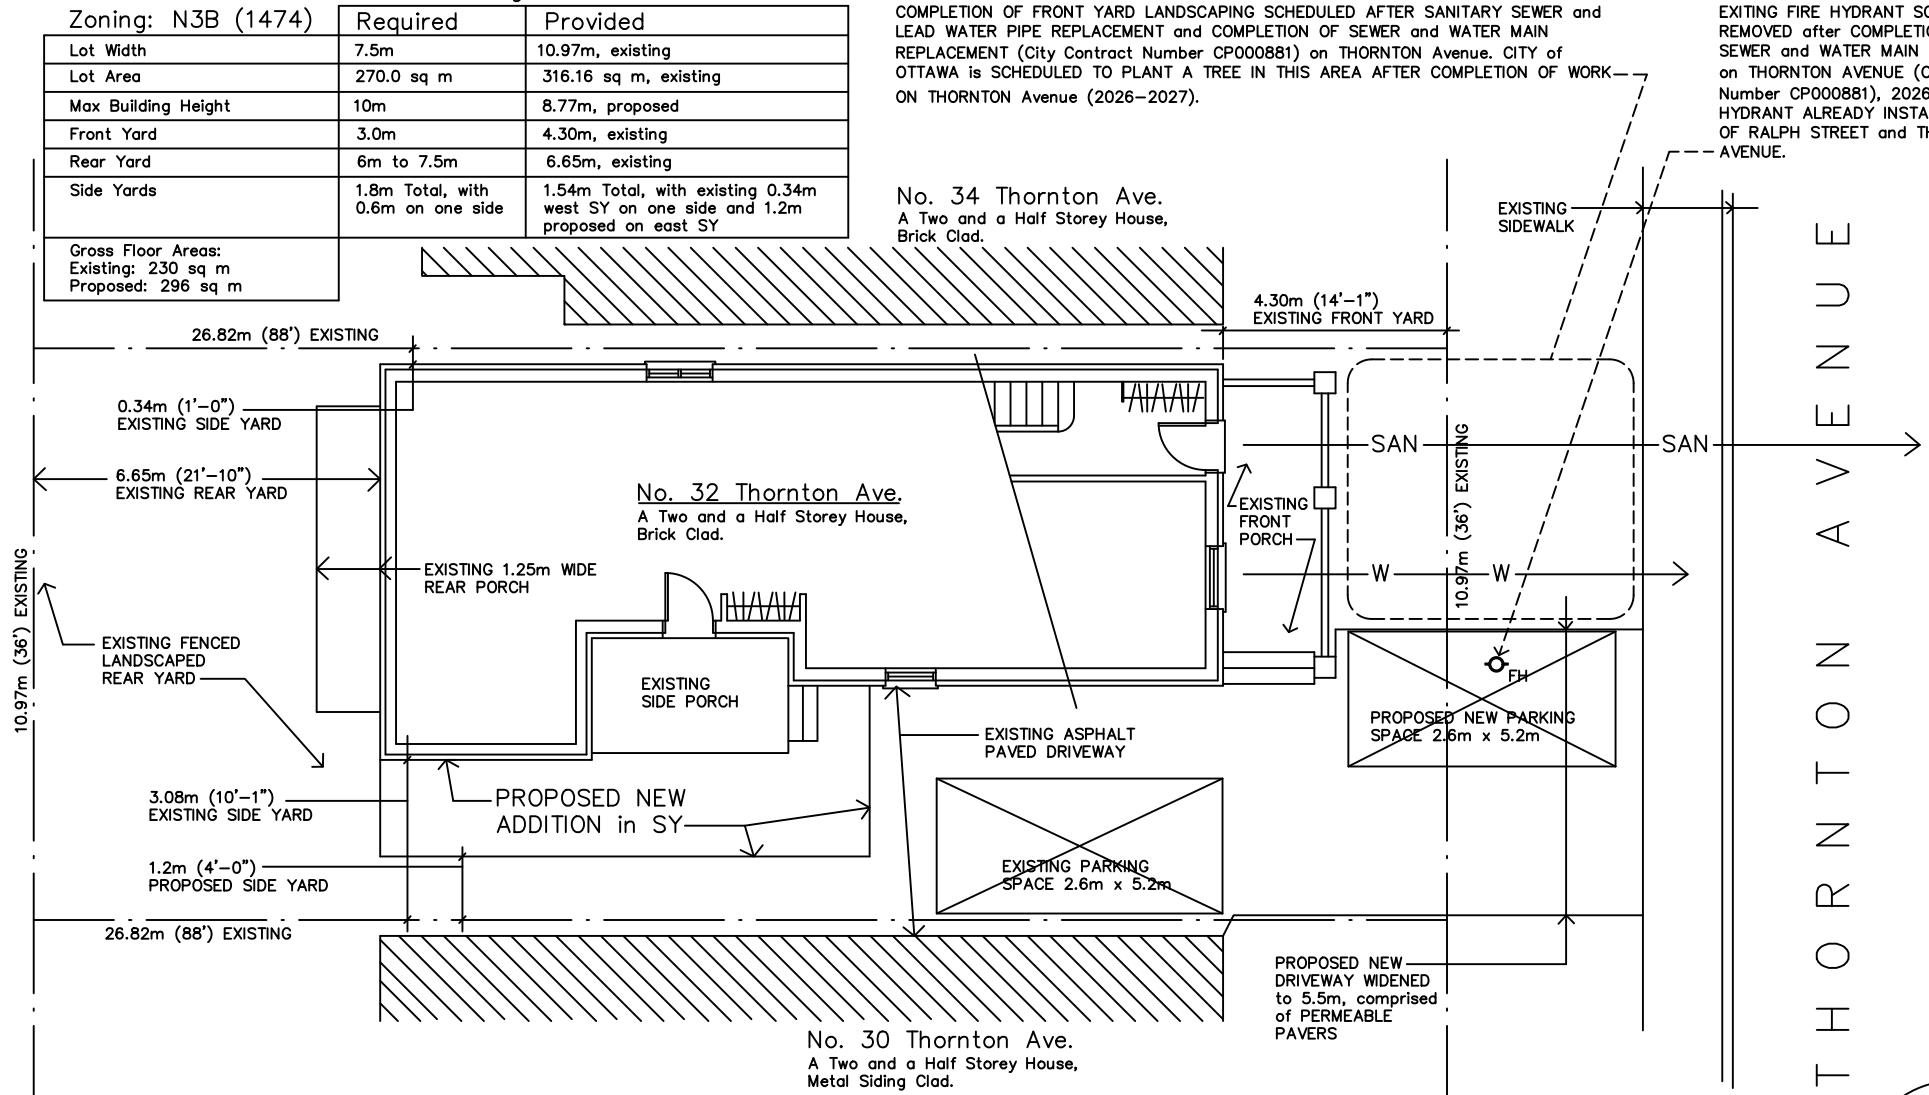 Zoning: N3B (1474) Required Provided
Lot Width 7.5m 10.97m, existing
Lot Area 270.0 sq m 316.16 sq m, existing
Max Building Height 10m 8.77m, proposed
Front Yard 3.0m 4.30m, existing
Rear Yard 6m to 7.5m 6.65m, existing
Side Yards 1.8m Total, with 1.54m Total, with existing 0.34m
0.6m on one side west SY on one side and 1.2m
proposed on east SY
Gross Floor Areas:
Existing: 230 sq m
Proposed: 296 sq m
COMPLETION OF FRONT YARD LANDSCAPING SCHEDULED AFTER SANITARY SEWER and
LEAD WATER PIPE REPLACEMENT and COMPLETION OF SEWER and WATER MAIN
REPLACEMENT (City Contract Number CP000881) on THORNTON Avenue. CITY of
OTTAWA is SCHEDULED TO PLANT A TREE IN THIS AREA AFTER COMPLETION OF WORK
ON THORNTON Avenue (2026-2027).
EXITING FIRE HYDRANT
REMOVED after
SEWER and WATER MAIN
on THORNTON AVENUE
Number CP000881), 2026
HYDRANT ALREADY
OF RALPH STREET and
AVENUE.
No. 34 Thornton Ave.
A Two and a Half Storey House,
Brick Clad.
EXISTING
SIDEWALK
4.30m (14'-1")
EXISTING FRONT YARD
26.82m (88') EXISTING
0.34m (1'-0")
EXISTING SIDE YARD
6.65m (21'-10")
EXISTING REAR YARD
10.97m (36') EXISTING
EXISTING 1.25m WIDE
REAR PORCH
EXISTING FENCED
LANDSCAPED
REAR YARD
No. 32 Thornton Ave.
A Two and a Half Storey House,
Brick Clad.
EXISTING
FRONT
PORCH
SAN
SAN
W
W
10.97m (36') EXISTING
EXISTING
SIDE PORCH
EXISTING ASPHALT
PAVED DRIVEWAY
FH
PROPOSED NEW PARKING
SPACE 2.6m x 5.2m
3.08m (10'-1")
EXISTING SIDE YARD
PROPOSED NEW
ADDITION in SY
1.2m (4'-0")
PROPOSED SIDE YARD
EXISTING PARKING
SPACE 2.6m x 5.2m
26.82m (88') EXISTING
PROPOSED NEW
DRIVEWAY WIDENED
to 5.5m, comprised
of PERMEABLE
PAVERS
No. 30 Thornton Ave.
A Two and a Half Storey House,
Metal Siding Clad.
THORNTON AVENUE